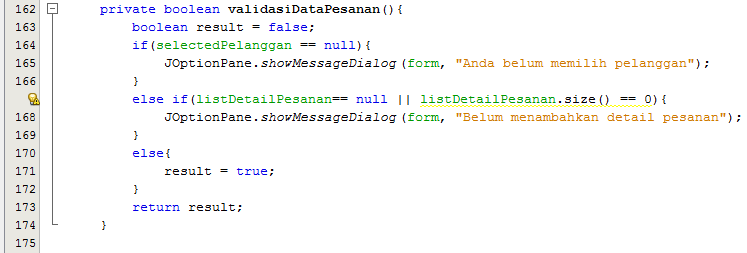 162 private boolean validasiDataPesanan(){
163 boolean result = false;
164 if(selectedPelanggan == null){
165 JOptionPane.showMessageDialog(form, "Anda belum memilih pelanggan");
166 }
else if(listDetailPesanan== null || listDetailPesanan.size() == 0){
168 JOptionPane.showMessageDialog(form, "Belum menambahkan detail pesanan");
169 }
170 else{
171 result = true;
172 }
173 return result;
174 }
175